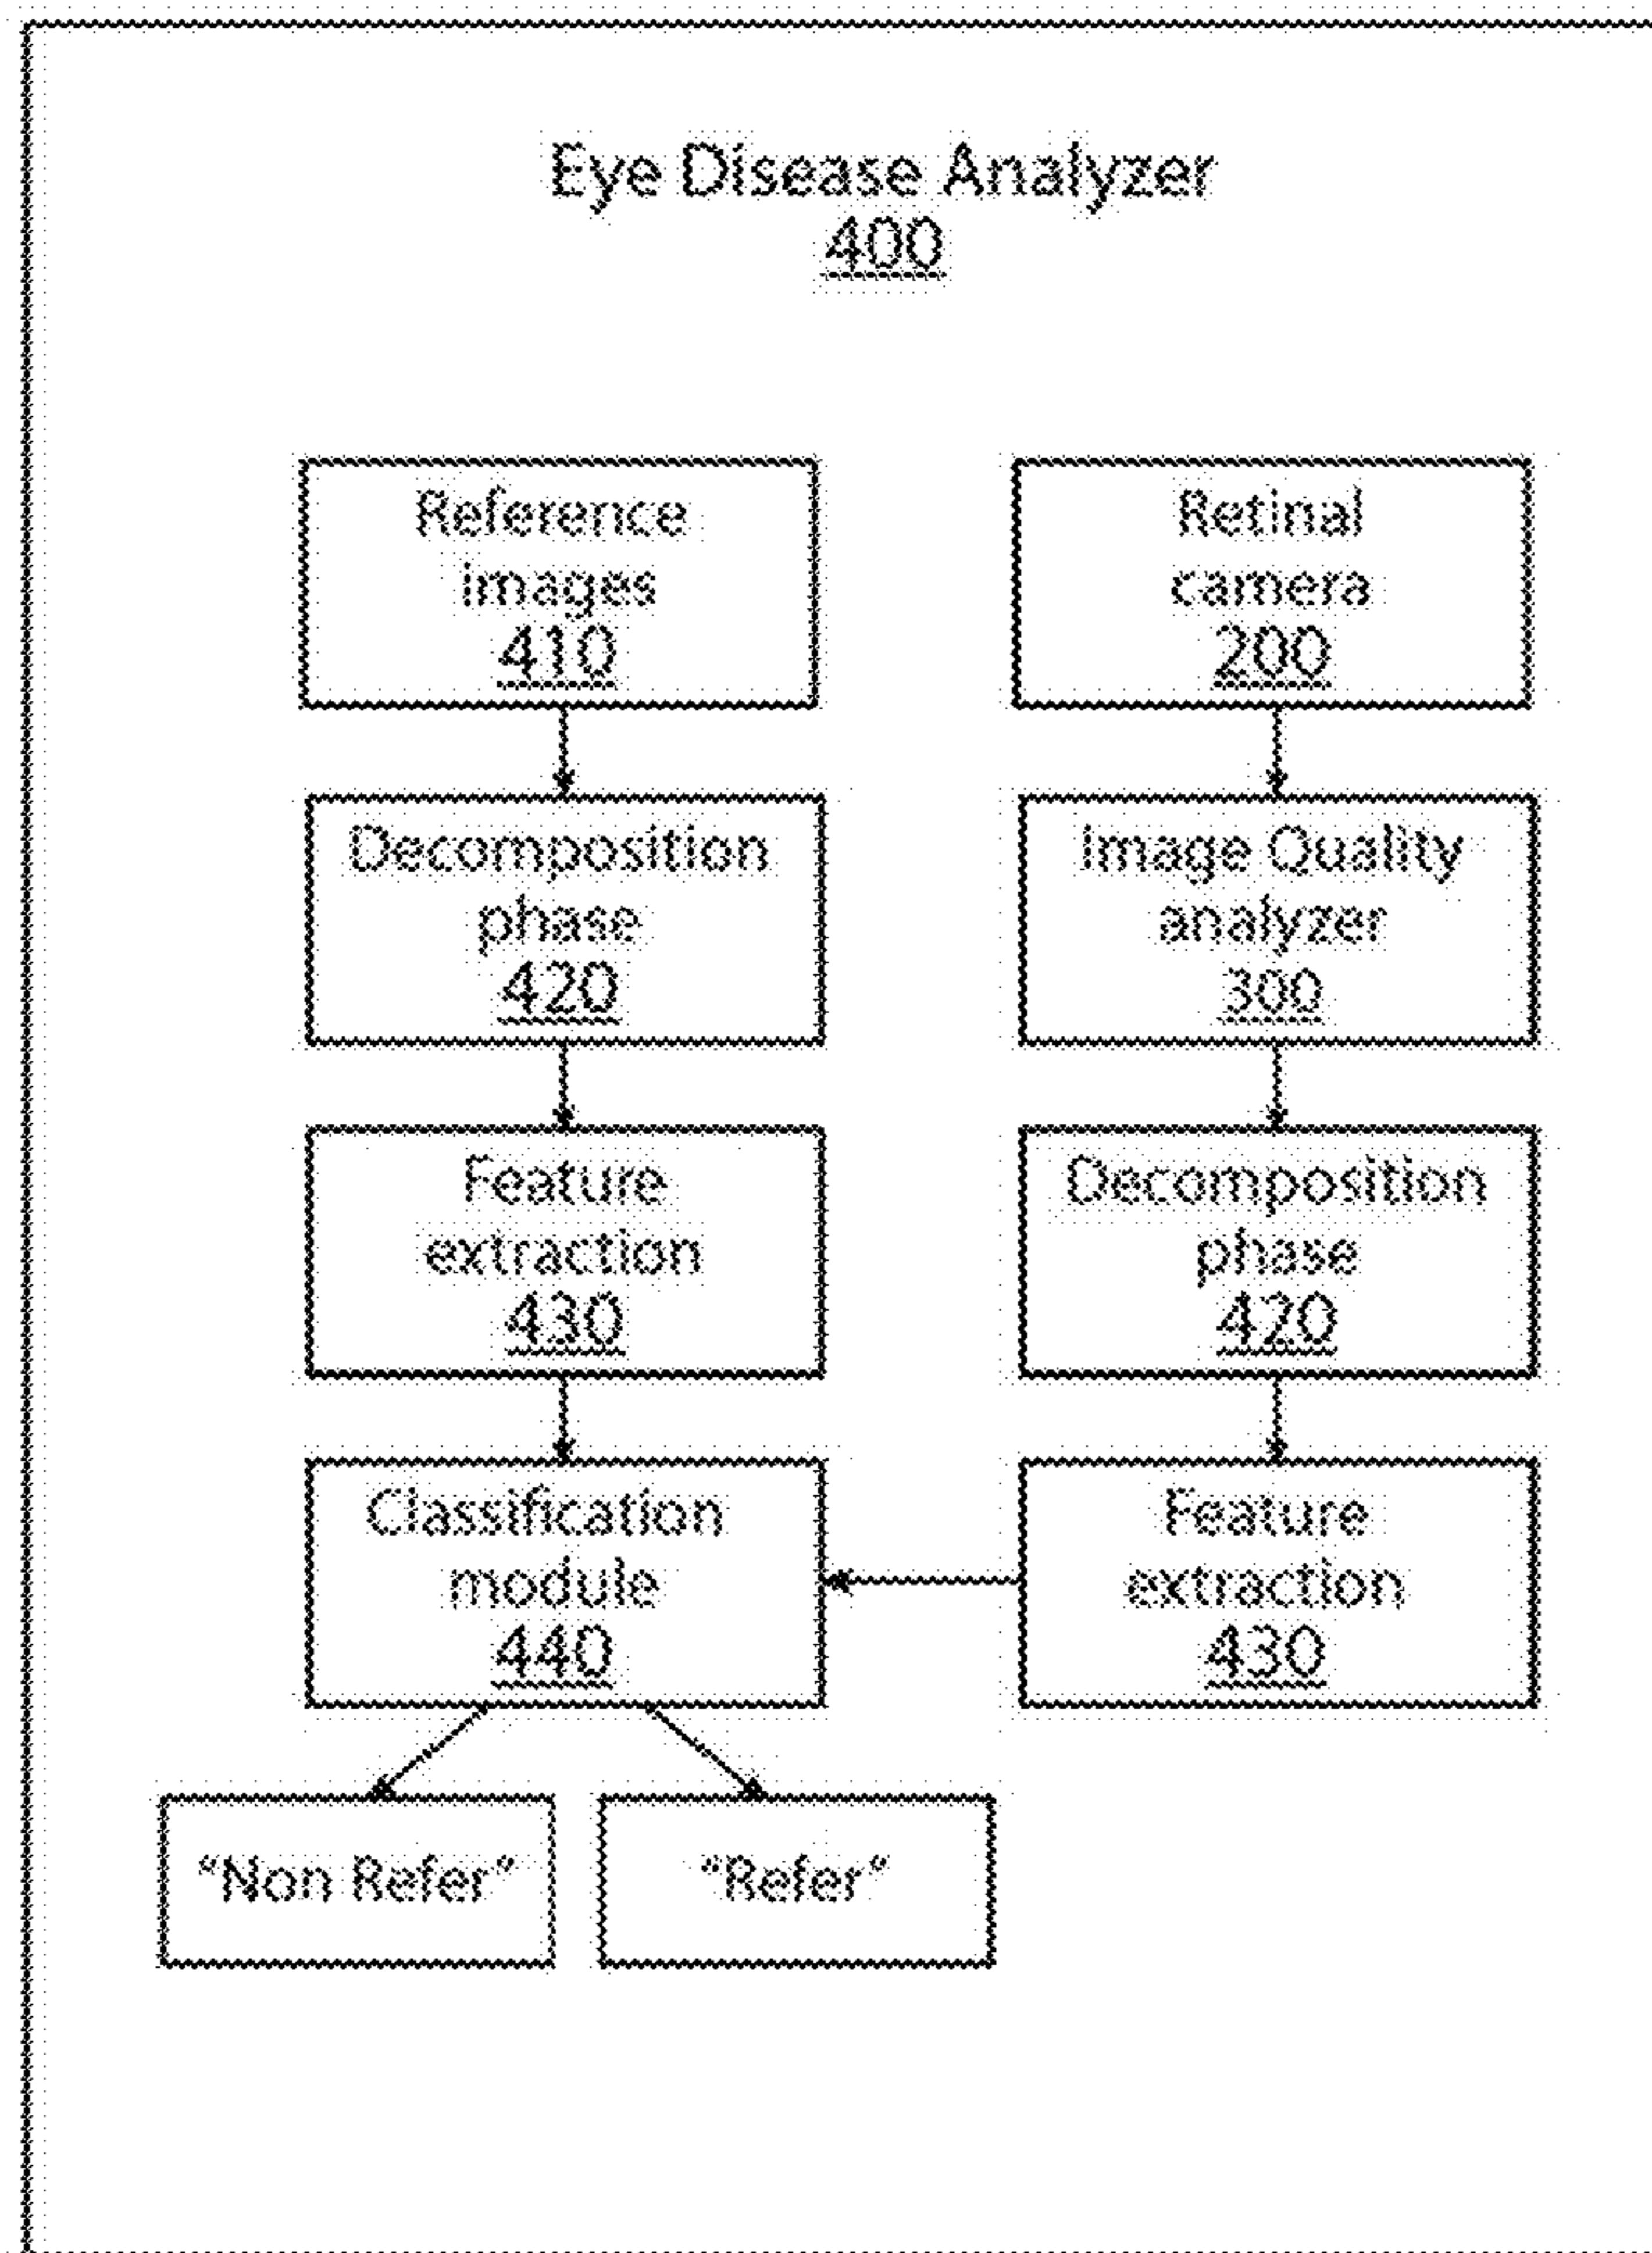 Eye Disease Analyzer
400
Reference
images
410
Retinal
camera
200
Decomposition
phase
420
Image Quality
analyzer
300
Feature
extraction
430
Decomposition
phase
420
Classification
module
440
Feature
extraction
430
"Non Refer"
"Refer"